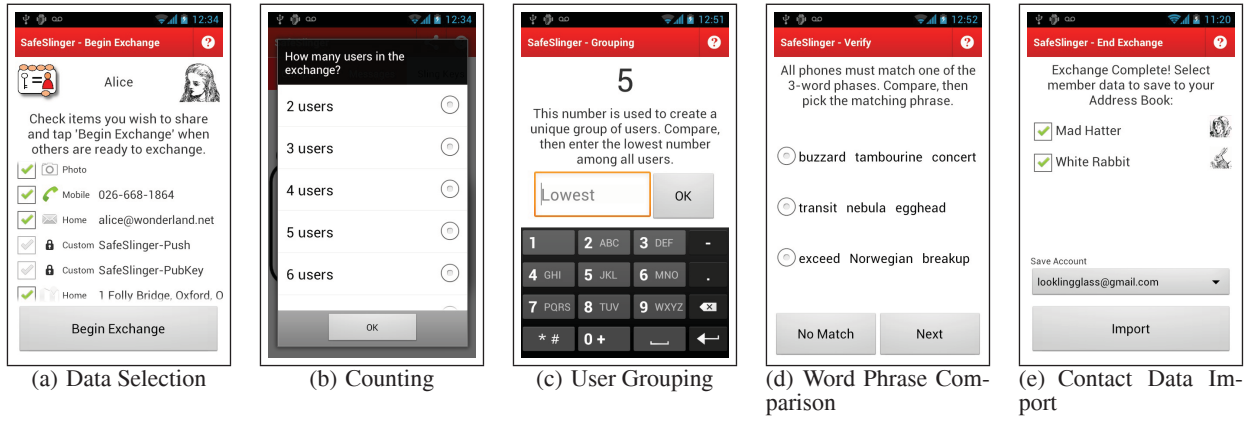 12:34
SafeSlinger - Begin Exchange ?
Alice
Check items you wish to share
and tap 'Begin Exchange' when
others are ready to exchange.
Photo
Mobile 026-668-1864
Home alice@wonderland.net
Custom SafeSlinger-Push
Custom SafeSlinger-PubKey
Home 1 Folly Bridge, Oxford, O
Begin Exchange
(a) Data Selection
12:34
How many users in the
exchange?
2 users
3 users
4 users
5 users
6 users
OK
(b) Counting
12:51
SafeSlinger - Grouping ?
5
This number is used to create a
unique group of users. Compare,
then enter the lowest number
among all users.
Lowest OK
1 2 ABC 3 DEF -
4 GHI 5 JKL 6 MNO .
7 PQRS 8 TUV 9 WXYZ
* # 0 +
(c) User Grouping
12:52
SafeSlinger - Verify ?
All phones must match one of the
3-word phases. Compare, then
pick the matching phrase.
buzzard tambourine concert
transit nebula egghead
exceed Norwegian breakup
No Match Next
(d) Word Phrase Com-
parison
11:20
SafeSlinger - End Exchange ?
Exchange Complete! Select
member data to save to your
Address Book:
Mad Hatter
White Rabbit
Save Account
looklingglass@gmail.com
Import
(e) Contact Data Im-
port